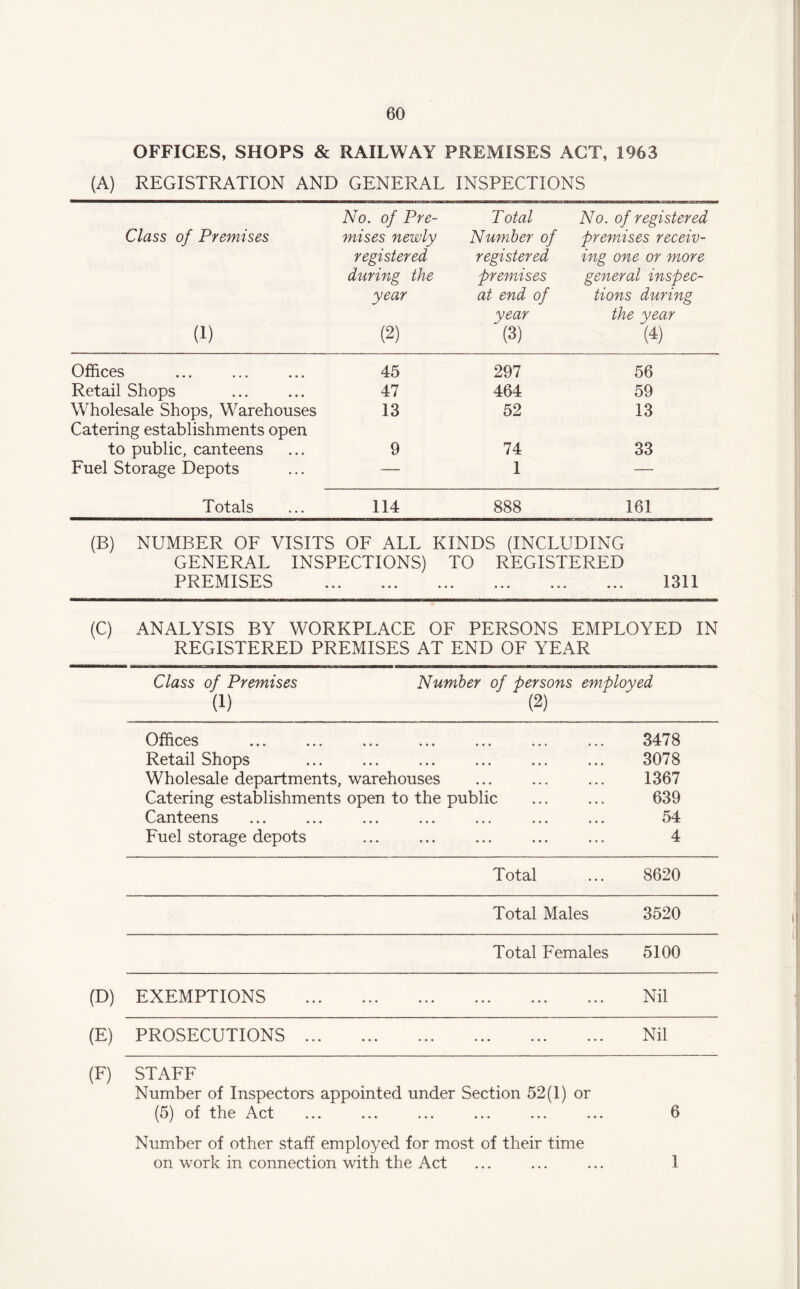 60
OFFICES, SHOPS & RAILWAY PREMISES ACT, 1963
(A) REGISTRATION AND GENERAL INSPECTIONS
No. of Pre- Total No. of registered
Class of Premises mises newly Number of premises receiv-
registered registered ing one or more
during the premises general inspec-
year at end of tions during
year the year
(1) (2) (3) (4)
Offices ... ... ... 45 297 56
Retail Shops ... ... 47 464 59
Wholesale Shops, Warehouses 13 52 13
Catering establishments open
to public, canteens ... 9 74 33
Fuel Storage Depots ... — 1 —
Totals ... 114 888 161
(B) NUMBER OF VISITS OF ALL KINDS (INCLUDING
GENERAL INSPECTIONS) TO REGISTERED
PREMISES ... ... ... ... ... ... 1311
(C) ANALYSIS BY WORKPLACE OF PERSONS EMPLOYED IN
REGISTERED PREMISES AT END OF YEAR
Class of Premises Number of persons employed
(1) (2)
Offices ... ... ... ... ... ... ... 3478
Retail Shops ... ... ... ... ... ... 3078
Wholesale departments, warehouses ... ... ... 1367
Catering establishments open to the public ... ... 639
Canteens ... ... ... ... ... ... ... 54
Fuel storage depots ... ... ... ... ... 4
Total ... 8620
Total Males 3520
Total Females 5100
(D) EXEMPTIONS ... ... ... ... ... ... Nil
(E) PROSECUTIONS ... ... ... ... ... ... Nil
(F) STAFF
Number of Inspectors appointed under Section 52(1) or
(5) of the Act ... ... ... ... ... ... 6
Number of other staff employed for most of their time
on work in connection with the Act ... ... ... 1